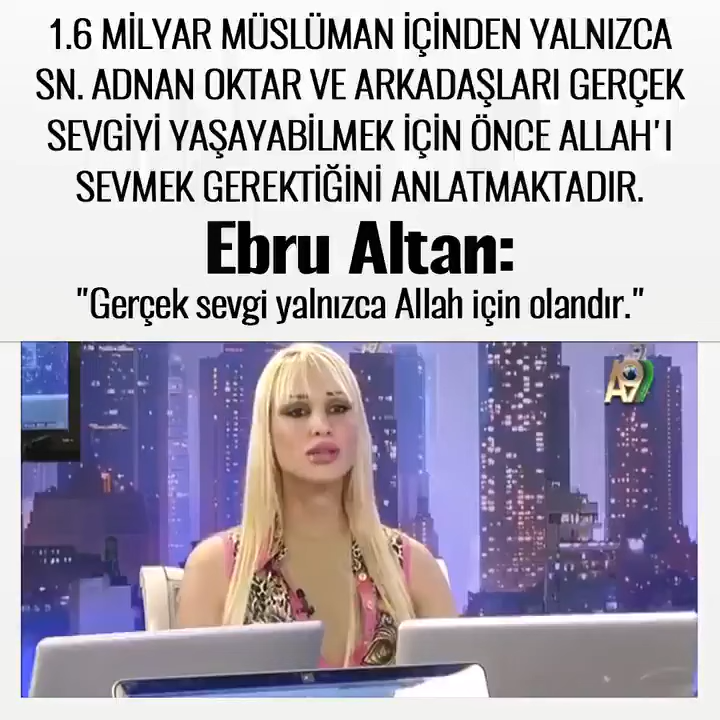 1.6 MİLYAR MÜSLÜMAN İÇİNDEN YALNIZCA
SN. ADNAN OKTAR VE ARKADAŞLARI GERÇEK
SEVGİYİ YAŞAYABİLMEK İÇİN ÖNCE ALLAH'I
SEVMEK GEREKTİĞİNİ ANLATMAKTADIR.
Ebru Altan:
"Gerçek sevgi yalnızca Allah için olandır."
A9